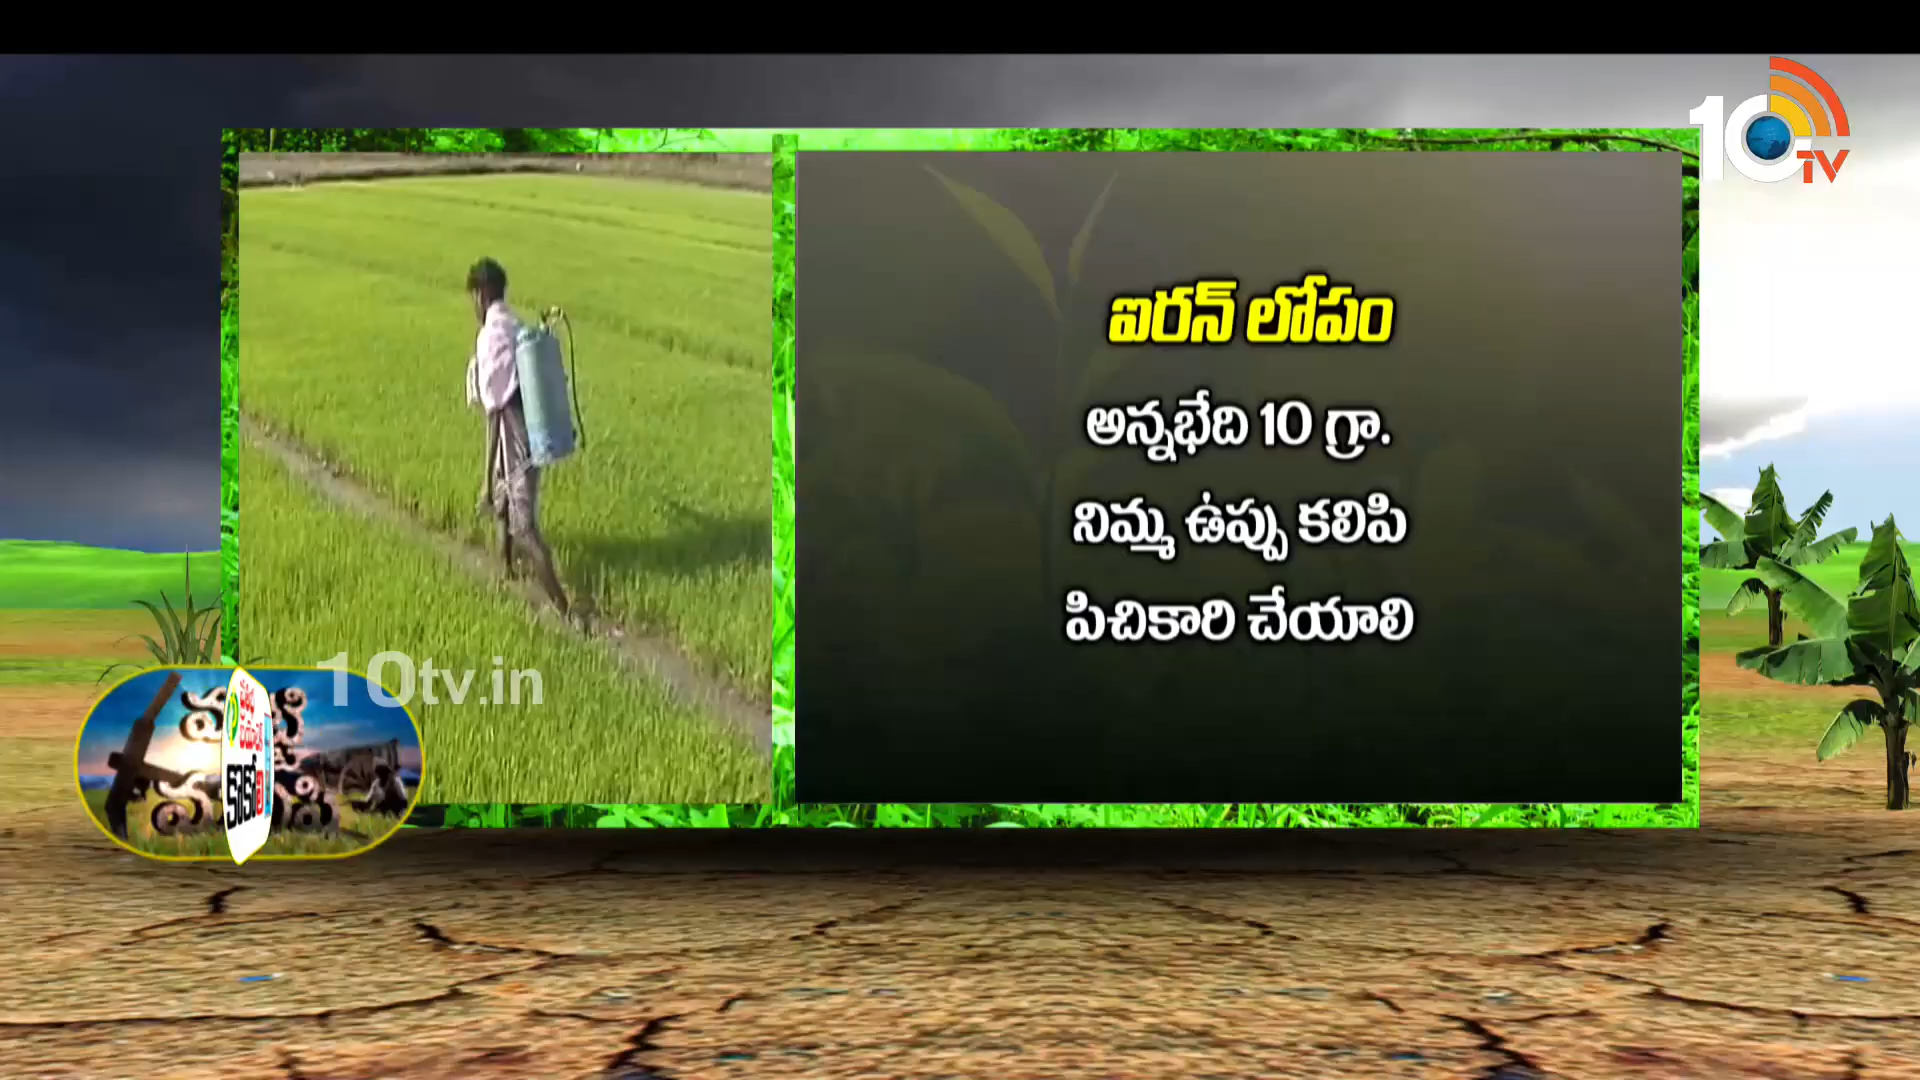 10TV
ఐరన్ లోపం
అన్నభేది 10 గ్రా.
నిమ్మ ఉప్పు కలిపి
పిచికారి చేయాలి
10tv.in